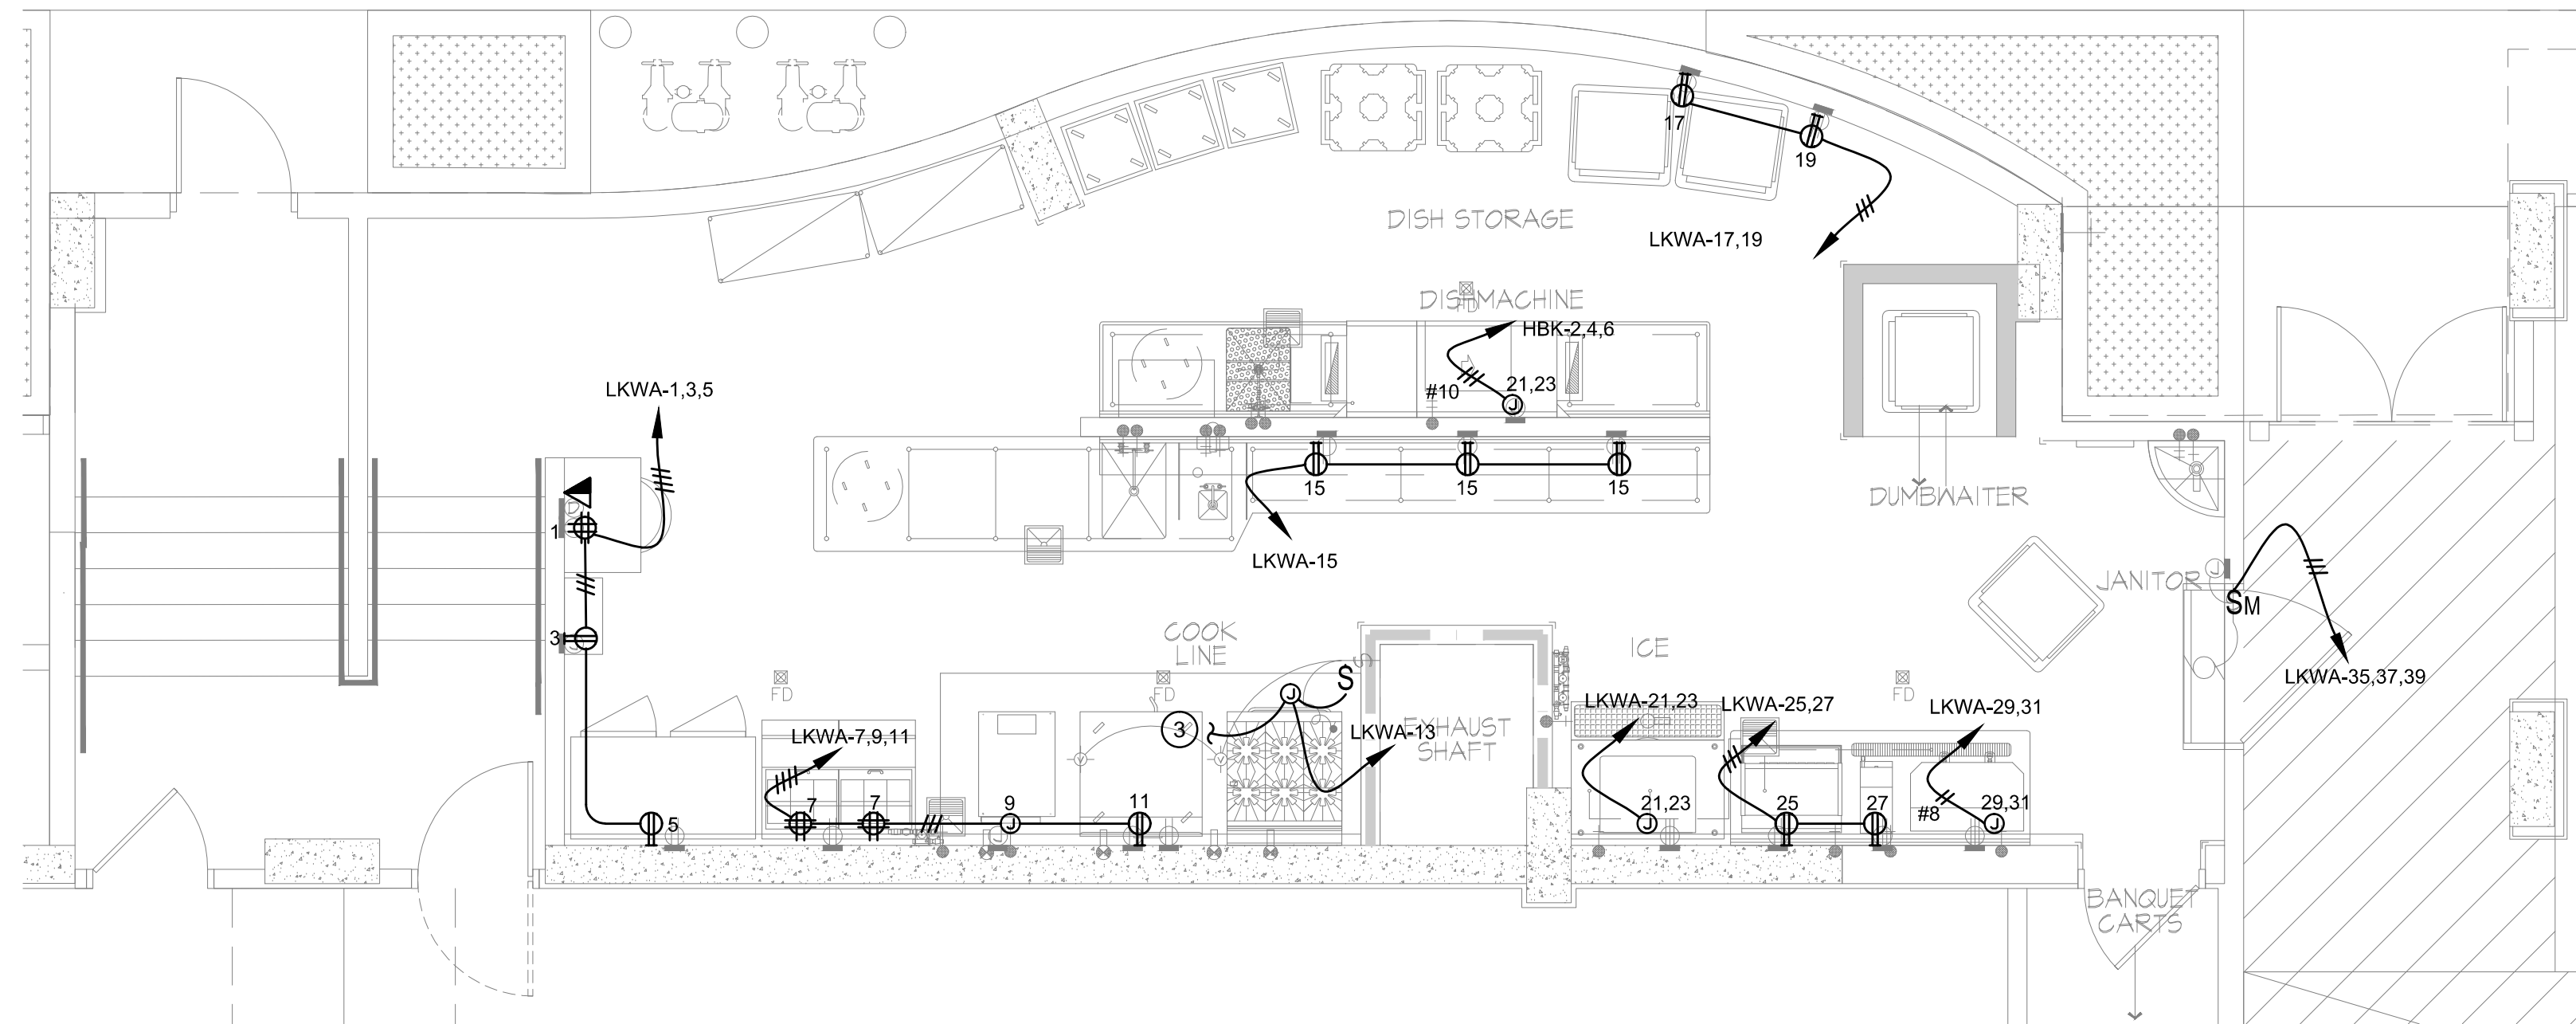 17
19
DISH STORAGE
LKWA-17,19
DISHMACHINE
FD
HBK-2,4,6
LKWA-1,3,5
#10
21,23
J
15
15
15
DUMBWAITER
D
1
LKWA-15
JANITOR
J
SM
3
COOK
LINE
ICE
FD
FD
FD
S
J
S
LKWA-35,37,39
LKWA-21,23
LKWA-25,27
LKWA-29,31
3
EXHAUST
SHAFT
LKWA-7,9,11
LKWA-13
V
V
7
7
9
11
21,23
25
27
#8
29,31
5
J
J
J
J
BANQUET
CARTS